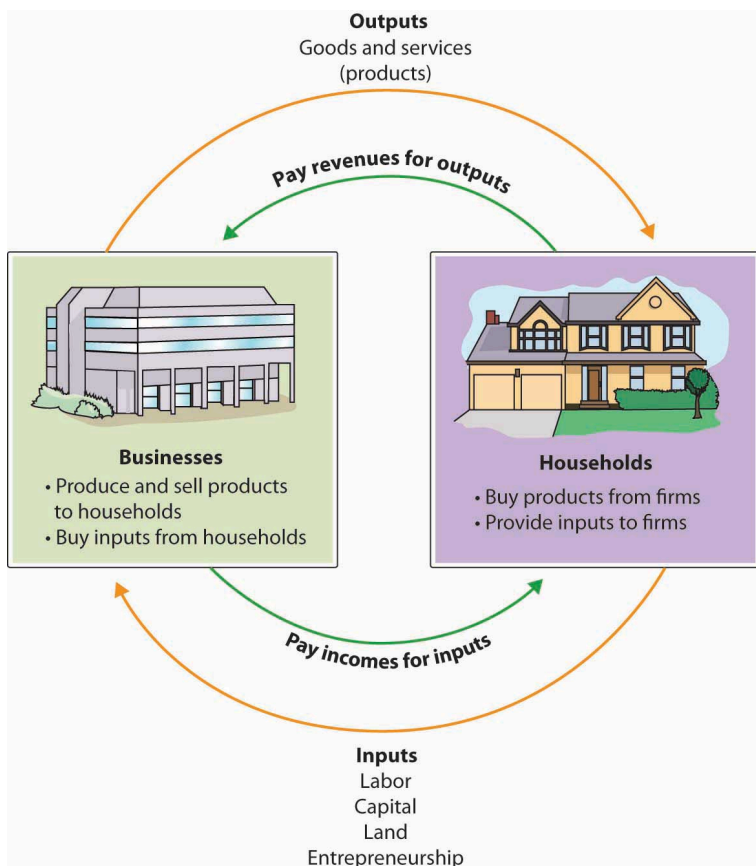 Outputs
Goods and services
(products)
Pay revenues for outputs
Businesses
• Produce and sell products
to households
• Buy inputs from households
Households
• Buy products from firms
• Provide inputs to firms
Pay incomes for inputs
Inputs
Labor
Capital
Land
Entrepreneurship